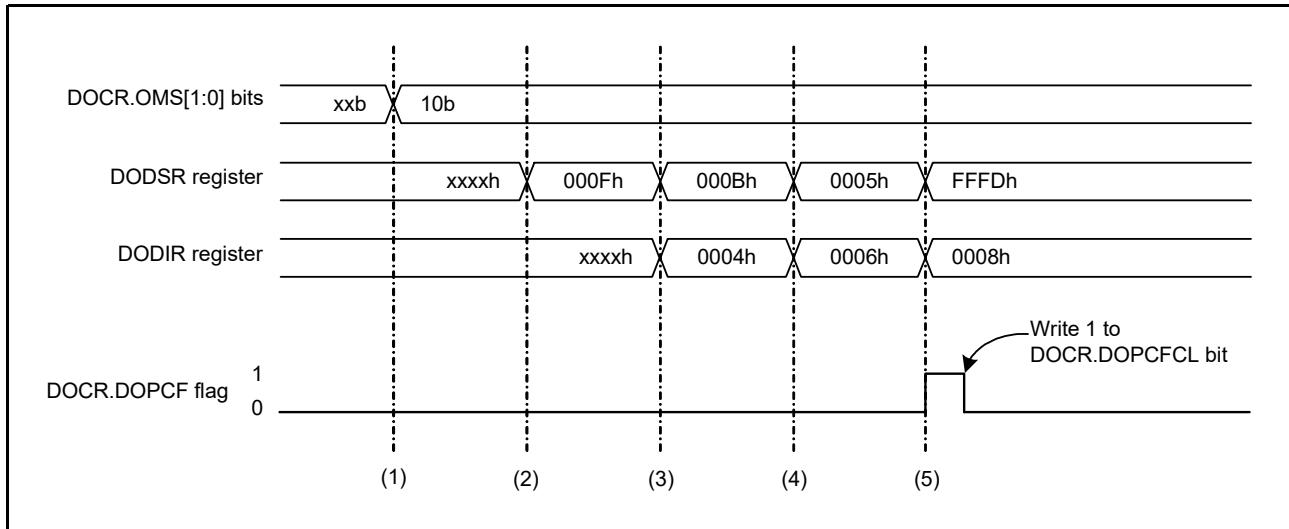 DOCR.OMS[1:0] bits
xxb
10b
DODSR register
xxxxh
000Fh
000Bh
0005h
FFFDh
DODIR register
xxxxh
0004h
0006h
0008h
Write 1 to
DOCR.DOPCFCL bit
DOCR.DOPCF flag
1
0
(1)
(2)
(3)
(4)
(5)